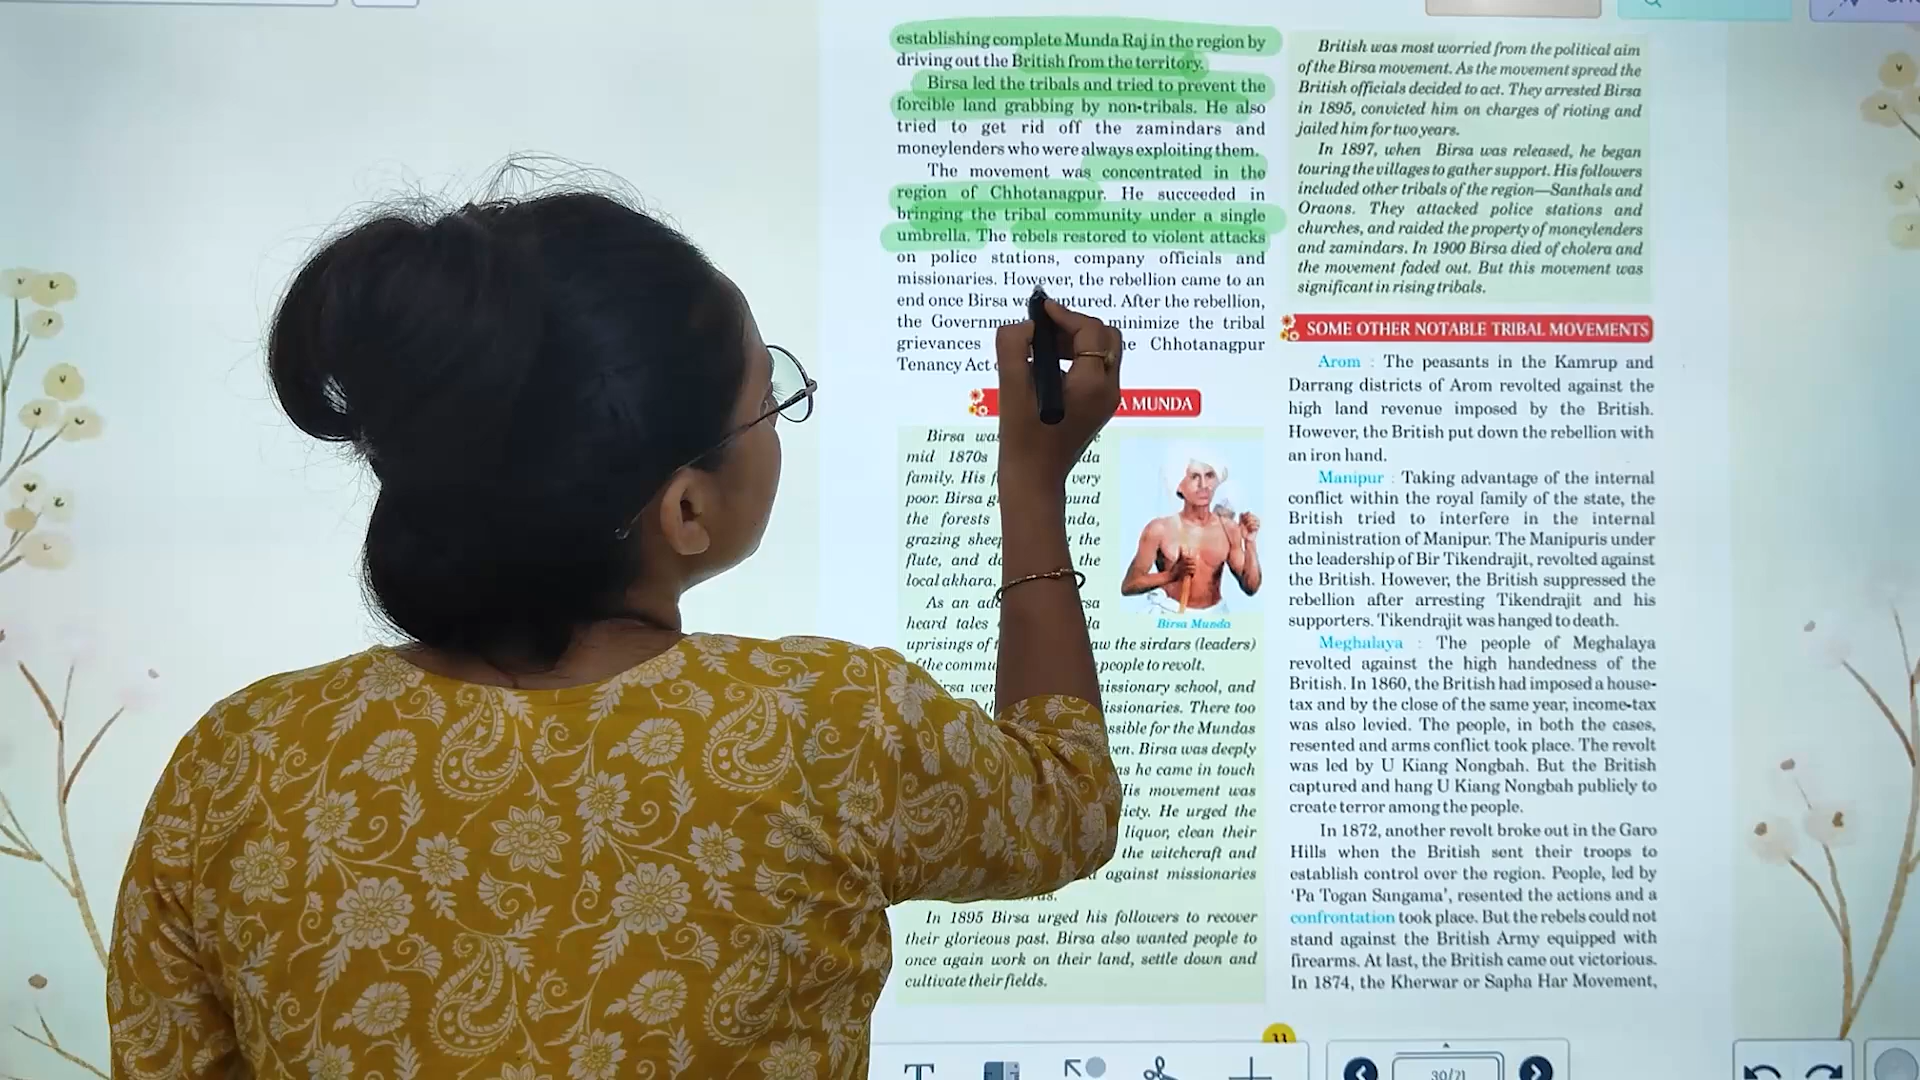 establishing complete Munda Raj in the region by
driving out the British from the territory.
Birsa led the tribals and tried to prevent the
forcible land grabbing by non-tribals. He also
tried to get rid off the zamindars and
moneylenders who were always exploiting them.
The movement was concentrated in the
region of Chhotanagpur. He succeeded in
bringing the tribal community under a single
umbrella. The rebels restored to violent attacks
on police stations, company officials and
missionaries. However, the rebellion came to an
end once Birsa captured. After the rebellion,
the minimize the tribal
grievances Chhotanagpur
Tenancy Act
MUNDA
Birsa
mid 1870s
family. His very
poor. Birsa
the forests
grazing the
flute, and the
local akhara.
As an
heard tales
uprisings of the sirdars (leaders)
people to revolt.
missionary school, and
There too
for the Mundas
Birsa was deeply
as he came in touch
His movement was
He urged the
liquor, clean their
the witchcraft and
against missionaries
In 1895 Birsa urged his followers to recover
their glorieous past. Birsa also wanted people to
once again work on their land, settle down and
cultivate their fields.
Birsa Munda
British was most worried from the political aim
of the Birsa movement. As the movement spread the
British officials decided to act. They arrested Birsa
in 1895, convicted him on charges of rioting and
jailed him for two years.
In 1897, when Birsa was released, he began
touring the villages to gather support. His followers
included other tribals of the region—Santhals and
Oraons. They attacked police stations and
churches, and raided the property of moneylenders
and zamindars. In 1900 Birsa died of cholera and
the movement faded out. But this movement was
significant in rising tribals.
SOME OTHER NOTABLE TRIBAL MOVEMENTS
Arom : The peasants in the Kamrup and
Darrang districts of Arom revolted against the
high land revenue imposed by the British.
However, the British put down the rebellion with
an iron hand.
Manipur : Taking advantage of the internal
conflict within the royal family of the state, the
British tried to interfere in the internal
administration of Manipur. The Manipuris under
the leadership of Bir Tikendrajit, revolted against
the British. However, the British suppressed the
rebellion after arresting Tikendrajit and his
supporters. Tikendrajit was hanged to death.
Meghalaya : The people of Meghalaya
revolted against the high handedness of the
British. In 1860, the British had imposed a house-
tax and by the close of the same year, income-tax
was also levied. The people, in both the cases,
resented and arms conflict took place. The revolt
was led by U Kiang Nongbah. But the British
captured and hang U Kiang Nongbah publicly to
create terror among the people.
In 1872, another revolt broke out in the Garo
Hills when the British sent their troops to
establish control over the region. People, led by
‘Pa Togan Sangama’, resented the actions and a
confrontation took place. But the rebels could not
stand against the British Army equipped with
firearms. At last, the British came out victorious.
In 1874, the Kherwar or Sapha Har Movement,
30/71